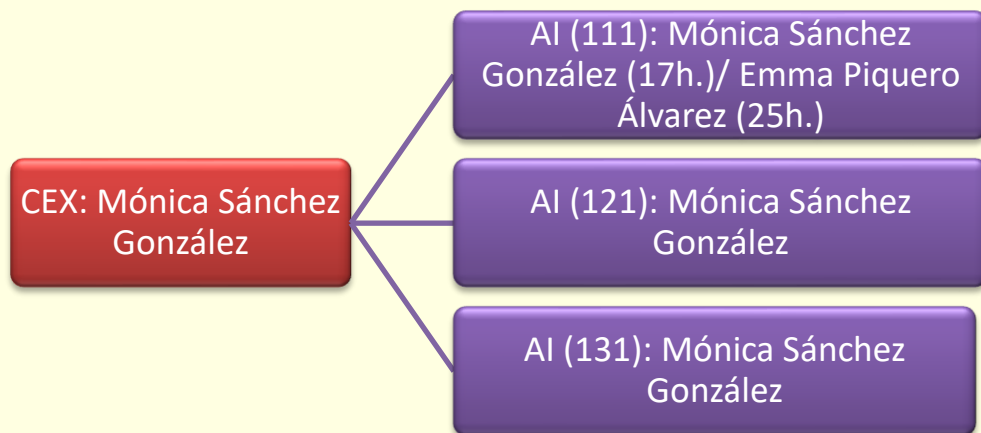 CEX: Mónica Sánchez
González
AI (111): Mónica Sánchez
González (17h.)/ Emma Piquero
Álvarez (25h.)
AI (121): Mónica Sánchez
González
AI (131): Mónica Sánchez
González